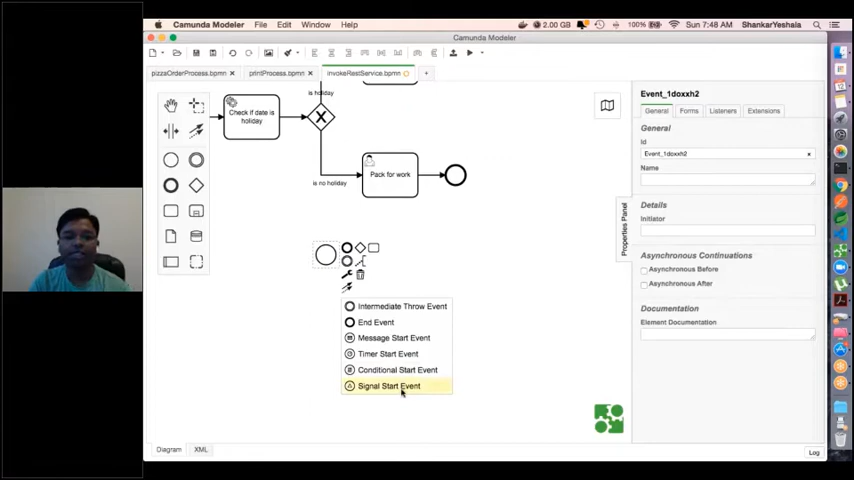 Camunda Modeler File Edit Window Help
2.00 GB 100% Sun 7:48 AM ShankarYeshala
Camunda Modeler
pizzaOrderProcess.bpmn × printProcess.bpmn × invokeRestService.bpmn +
is holiday
Check if date is
holiday
X
Pack for work
is no holiday
Intermediate Throw Event
End Event
Message Start Event
Timer Start Event
Conditional Start Event
Signal Start Event
Properties Panel
Event_1doxxh2
General Forms Listeners Extensions
General
Id
Event_1doxxh2 ×
Name
Details
Initiator
Asynchronous Continuations
Asynchronous Before
Asynchronous After
Documentation
Element Documentation
Diagram XML
Log